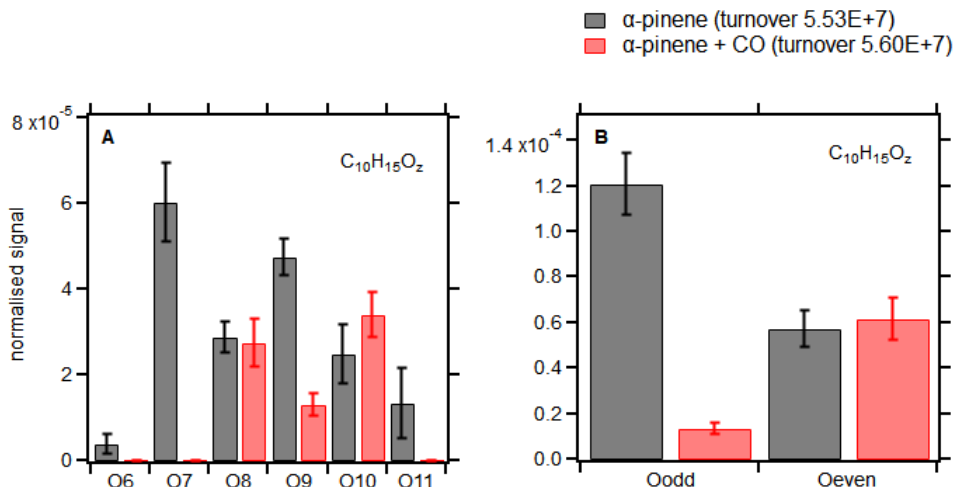 α-pinene (turnover 5.53E+7)
α-pinene + CO (turnover 5.60E+7)
8 x10⁻⁵
A
C₁₀H₁₅O_z
6
4
2
0
normalised signal
O6 O7 O8 O9 O10 O11
1.4 x10⁻⁴
B
C₁₀H₁₅O_z
1.2
1.0
0.8
0.6
0.4
0.2
0.0
Oodd Oeven